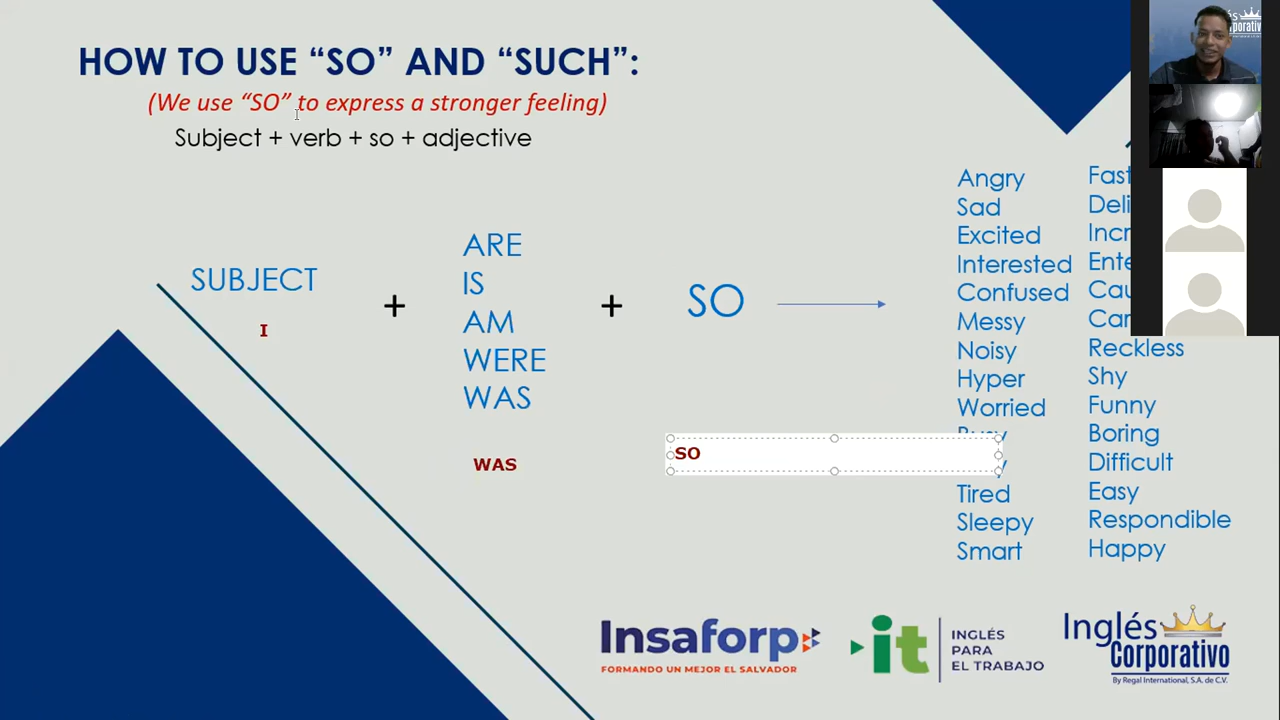 HOW TO USE “SO” AND “SUCH”:
(We use “SO” to express a stronger feeling)
Subject + verb + so + adjective
SUBJECT
I
+
ARE
IS
AM
WERE
WAS
WAS
+
SO
SO
Angry
Sad
Excited
Interested
Confused
Messy
Noisy
Hyper
Worried
Tired
Sleepy
Smart
Fast
Reckless
Shy
Funny
Boring
Difficult
Easy
Respondible
Happy
Insaforp
FORMANDO UN MEJOR EL SALVADOR
it
INGLÉS
PARA
EL TRABAJO
Inglés
Corporativo
By Regal International, S.A. de C.V.